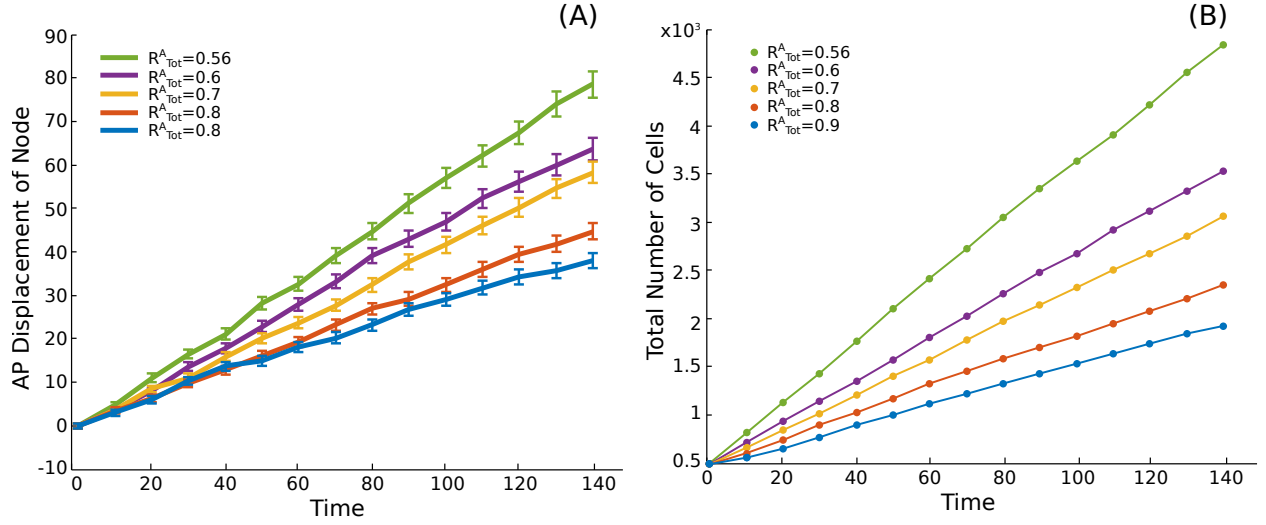 (A)
AP Displacement of Node
90
80
70
60
50
40
30
20
10
0
-10
R^A_Tot=0.56
R^A_Tot=0.6
R^A_Tot=0.7
R^A_Tot=0.8
R^A_Tot=0.8
0 20 40 60 80 100 120 140
Time
(B)
x10³
Total Number of Cells
4.5
4
3.5
3
2.5
2
1.5
1
0.5
R^A_Tot=0.56
R^A_Tot=0.6
R^A_Tot=0.7
R^A_Tot=0.8
R^A_Tot=0.9
0 20 40 60 80 100 120 140
Time